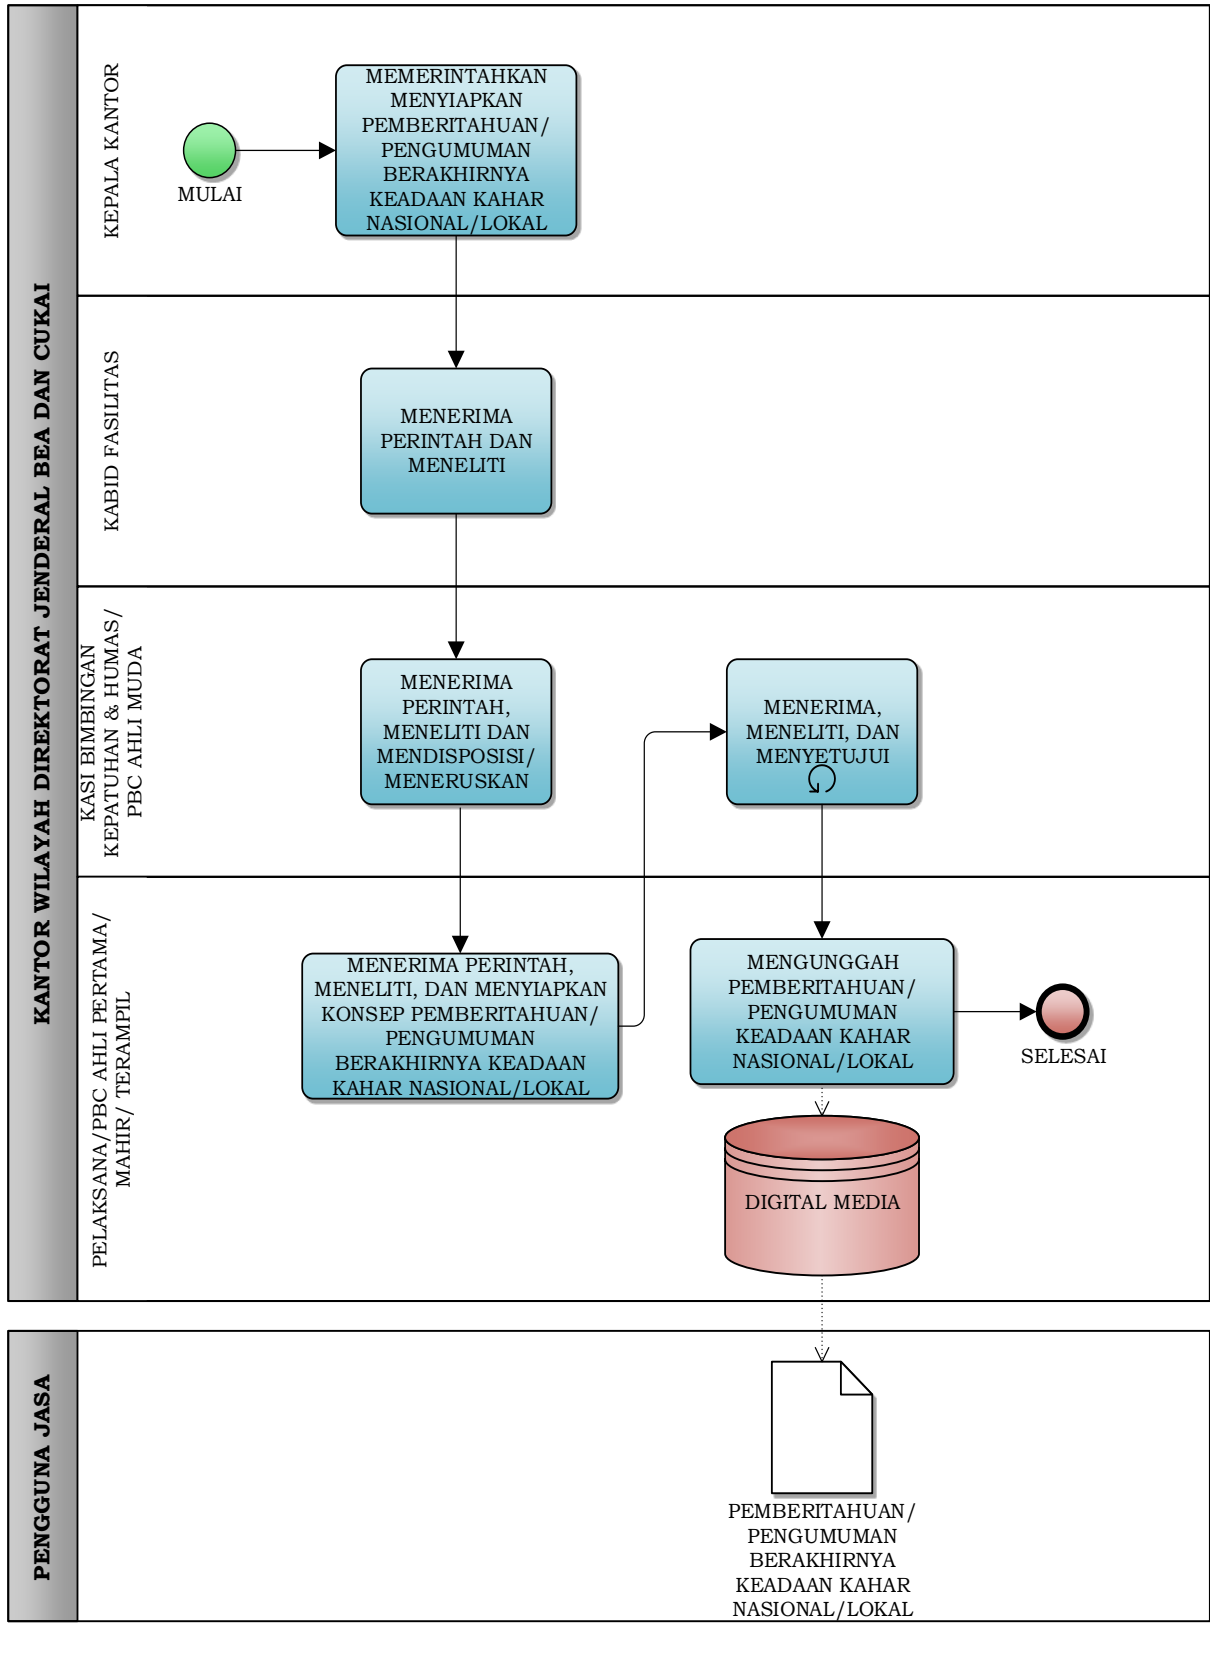 KANTOR WILAYAH DIREKTORAT JENDERAL BEA DAN CUKAI
KEPALA KANTOR
MULAI
MEMERINTAHKAN
MENYIAPKAN
PEMBERITAHUAN/
PENGUMUMAN
BERAKHIRNYA
KEADAAN KAHAR
NASIONAL/LOKAL
KABID FASILITAS
MENERIMA
PERINTAH DAN
MENELITI
KASI BIMBINGAN
KEPATUHAN & HUMAS/
PBC AHLI MUDA
MENERIMA
PERINTAH,
MENELITI DAN
MENDISPOSISI/
MENERUSKAN
MENERIMA,
MENELITI, DAN
MENYETUJUI
PELAKSANA/PBC AHLI PERTAMA/
MAHIR/ TERAMPIL
MENERIMA PERINTAH,
MENELITI, DAN MENYIAPKAN
KONSEP PEMBERITAHUAN/
PENGUMUMAN
BERAKHIRNYA KEADAAN
KAHAR NASIONAL/LOKAL
MENGUNGGAH
PEMBERITAHUAN/
PENGUMUMAN
KEADAAN KAHAR
NASIONAL/LOKAL
SELESAI
DIGITAL MEDIA
PENGGUNA JASA
PEMBERITAHUAN/
PENGUMUMAN
BERAKHIRNYA
KEADAAN KAHAR
NASIONAL/LOKAL